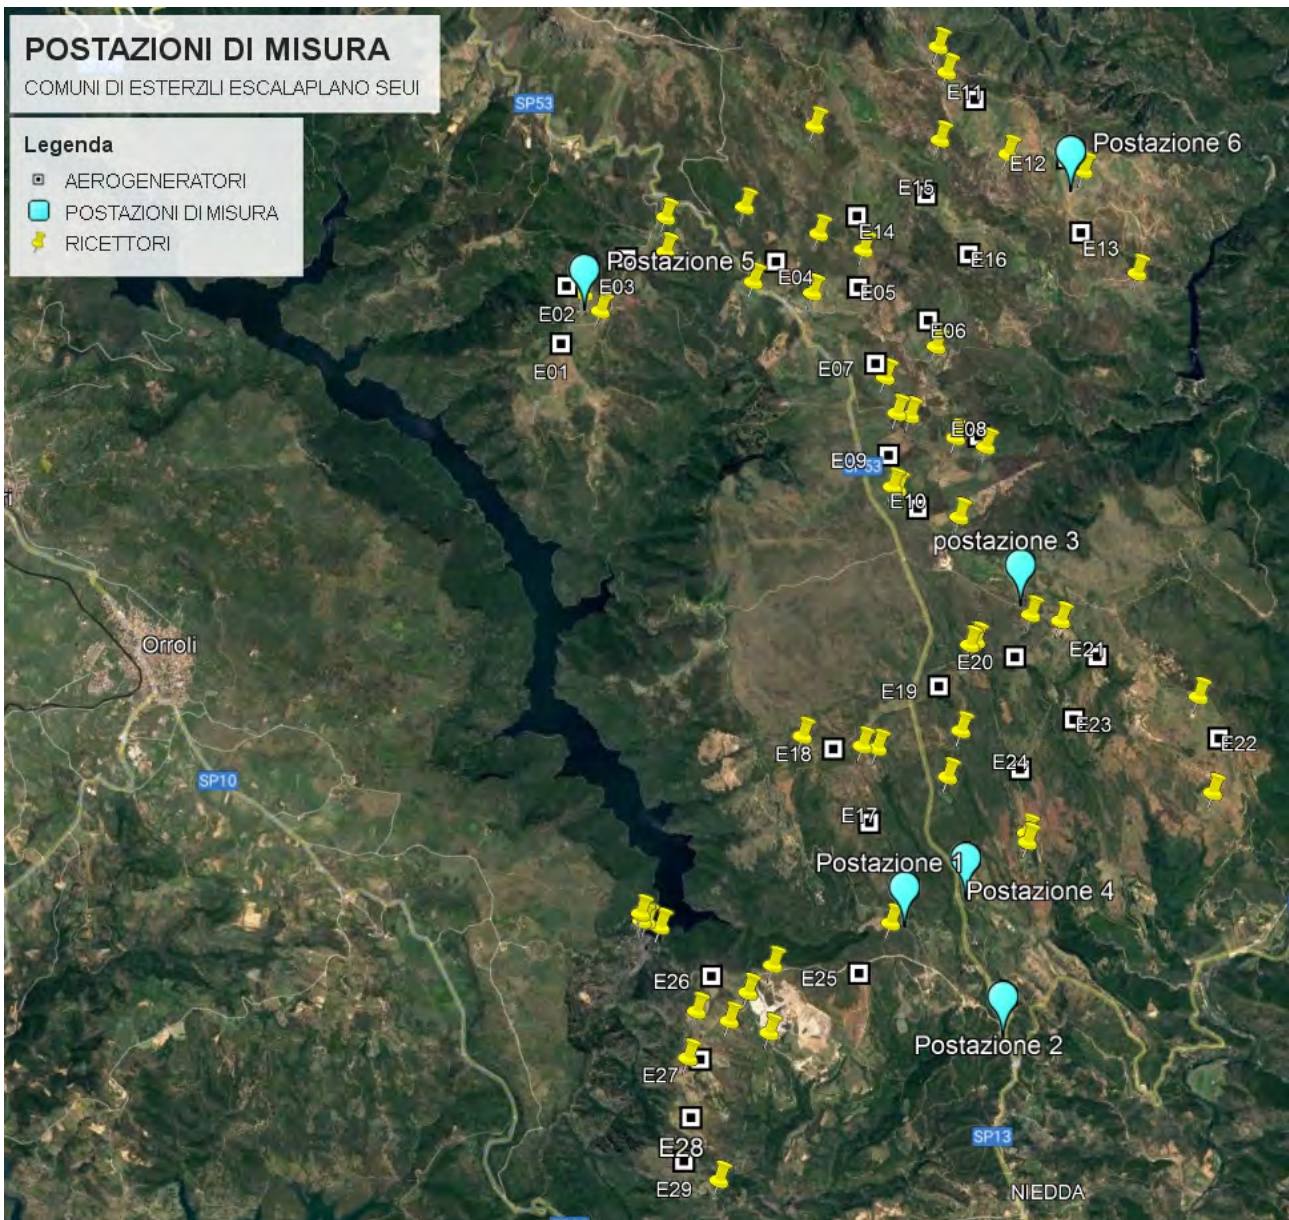 POSTAZIONI DI MISURA
COMUNI DI ESTERZILI ESCALAPLANO SEUI
Legenda
AEROGENERATORI
POSTAZIONI DI MISURA
RICETTORI
SP53
E11
E12
Postazione 6
E15
E14
E13
E16
Postazione 5
E04
E03
E02
E05
E06
E01
E07
E08
E09
SP53
E10
postazione 3
Orroli
E20
E21
E19
E23
E22
E18
E24
SP10
E17
Postazione 1
Postazione 4
E26
E25
Postazione 2
E27
SP13
E28
E29
NIEDDA